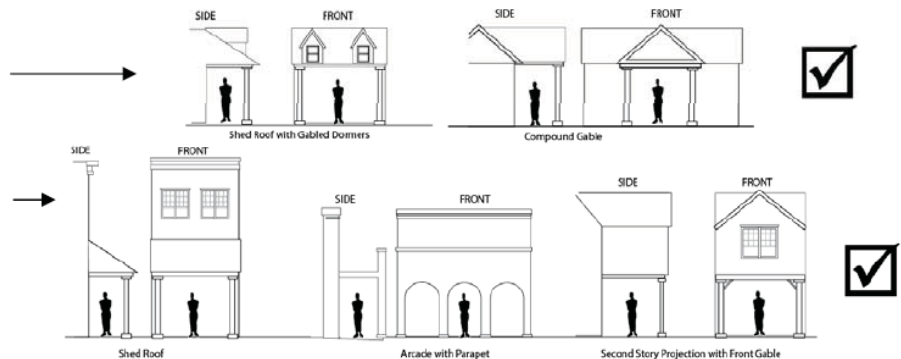 SIDE FRONT
SIDE FRONT
Shed Roof with Gabled Dormers
Compound Gable
SIDE FRONT
SIDE FRONT
SIDE FRONT
Shed Roof
Arcade with Parapet
Second Story Projection with Front Gable